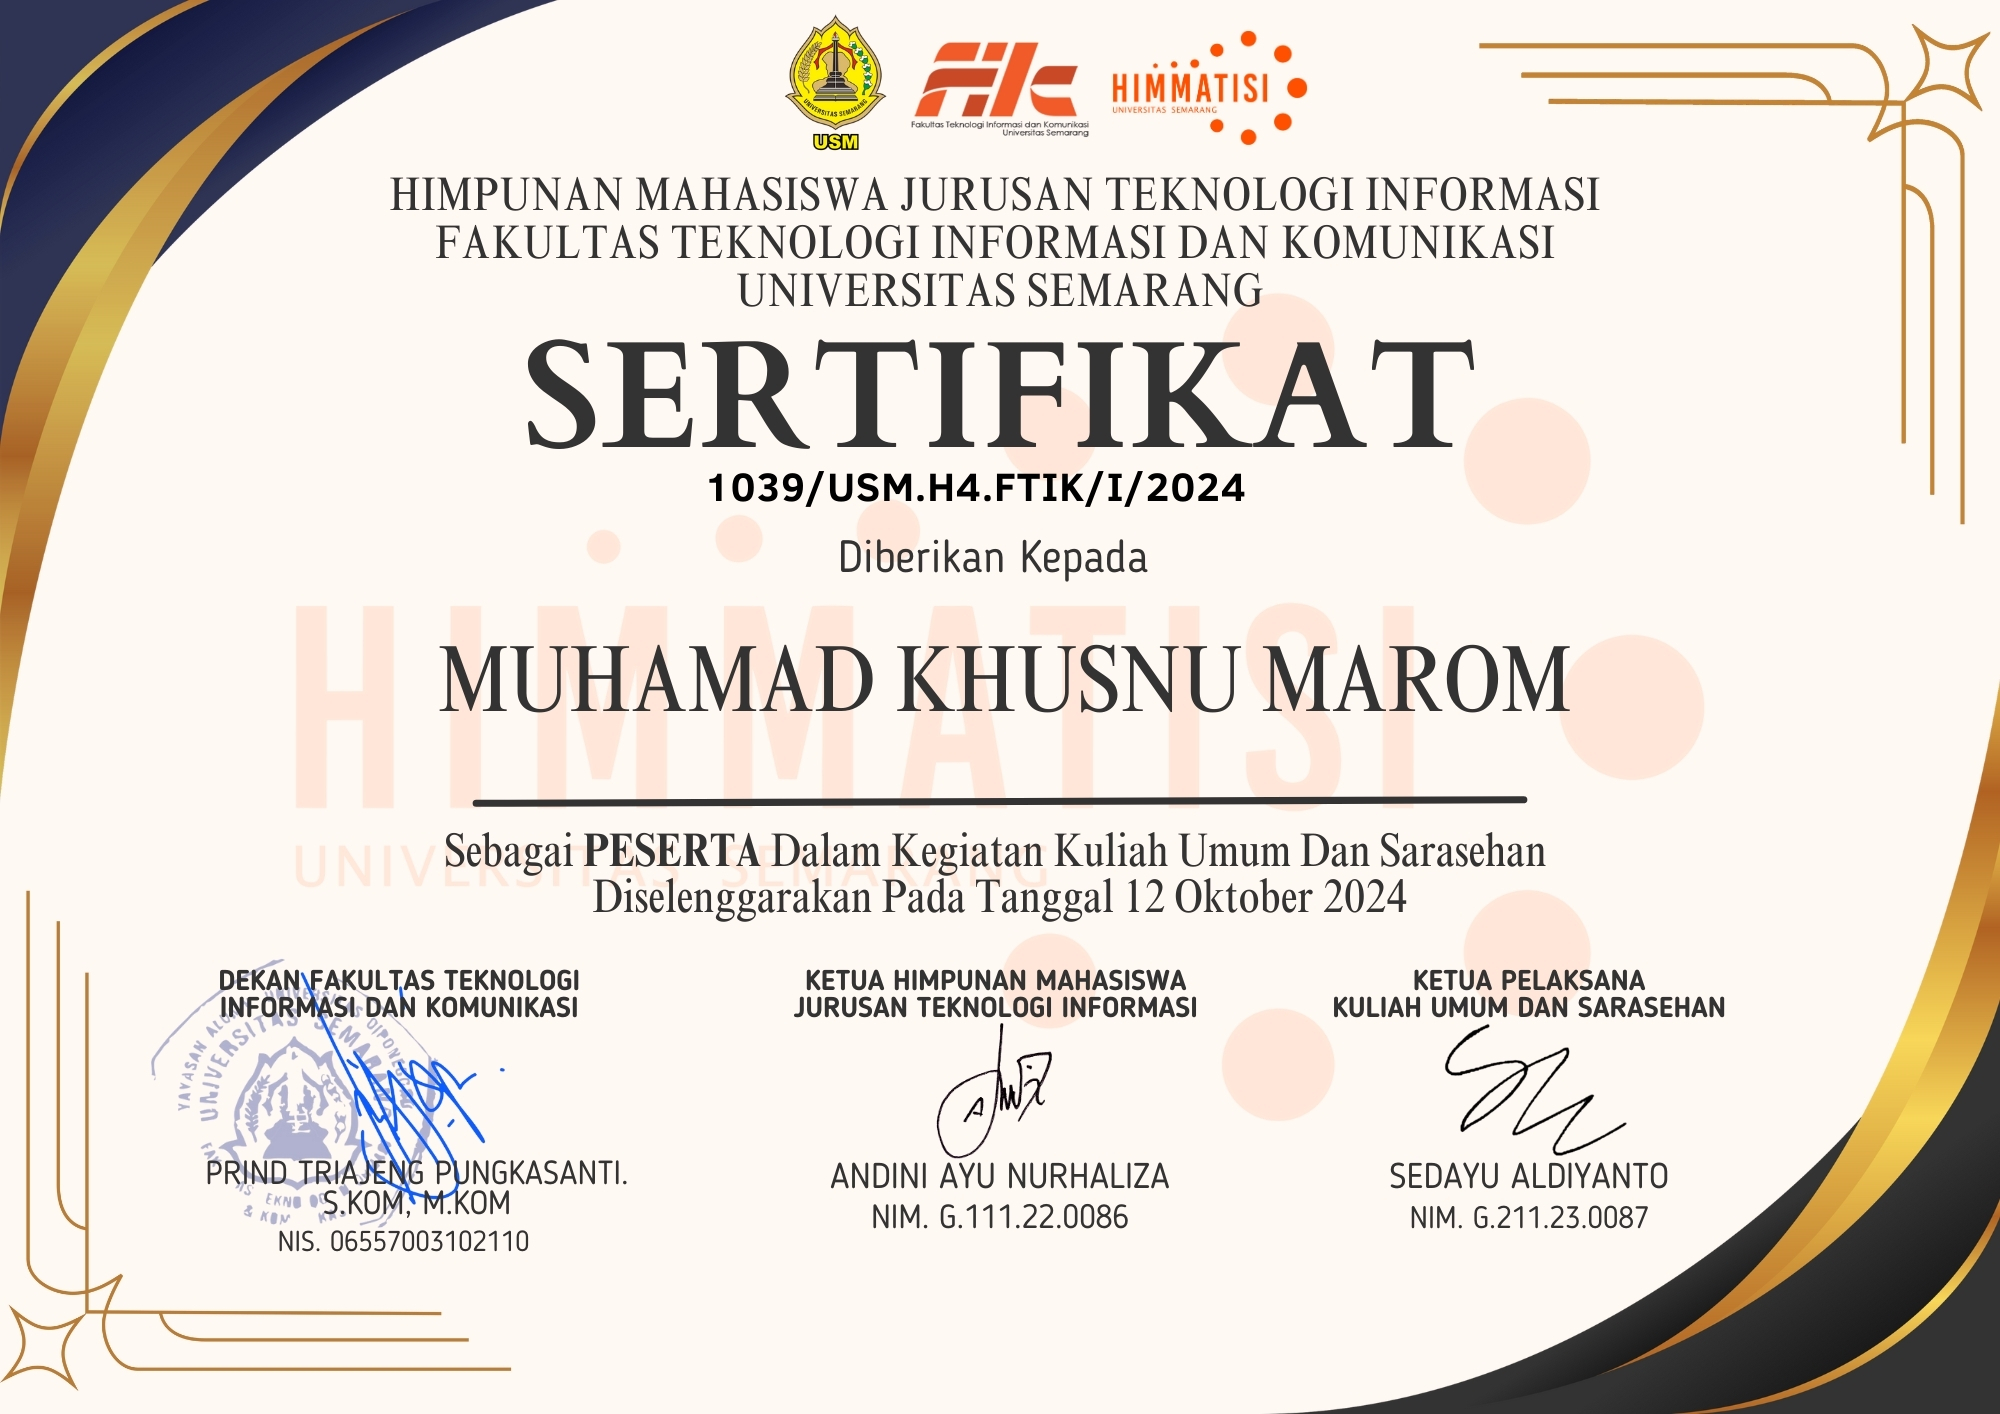 UNIVERSITAS SEMARANG
USM
FTIK
Fakultas Teknologi Informasi dan Komunikasi
Universitas Semarang
HIMMATISI
UNIVERSITAS SEMARANG
HIMPUNAN MAHASISWA JURUSAN TEKNOLOGI INFORMASI
FAKULTAS TEKNOLOGI INFORMASI DAN KOMUNIKASI
UNIVERSITAS SEMARANG
SERTIFIKAT
1039/USM.H4.FTIK/I/2024
Diberikan Kepada
HIMMATISI
MUHAMAD KHUSNU MAROM
UNIVERSITAS SEMARANG
Sebagai PESERTA Dalam Kegiatan Kuliah Umum Dan Sarasehan
Diselenggarakan Pada Tanggal 12 Oktober 2024
DEKAN FAKULTAS TEKNOLOGI
INFORMASI DAN KOMUNIKASI
YAYASAN ALUMNI UNIVERSITAS DIPONEGORO
UNIVERSITAS SEMARANG
PRIND TRIAJENG PUNGKASANTI.
S.KOM, M.KOM
NIS. 06557003102110
KETUA HIMPUNAN MAHASISWA
JURUSAN TEKNOLOGI INFORMASI
ANDINI AYU NURHALIZA
NIM. G.111.22.0086
KETUA PELAKSANA
KULIAH UMUM DAN SARASEHAN
SEDAYU ALDIYANTO
NIM. G.211.23.0087